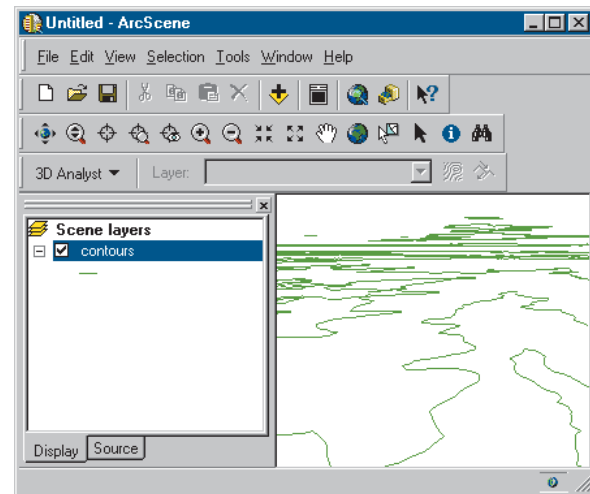 Untitled - ArcScene
File Edit View Selection Tools Window Help
3D Analyst Layer:
Scene layers
contours
Display Source